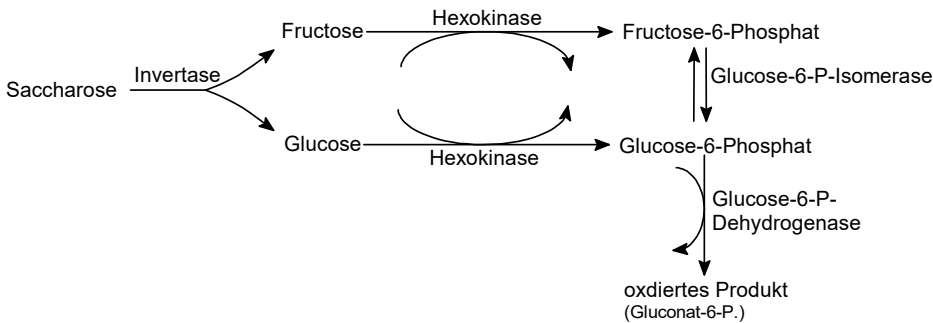 Hexokinase
Fructose
Fructose-6-Phosphat
Invertase
Glucose-6-P-Isomerase
Saccharose
Glucose
Glucose-6-Phosphat
Hexokinase
Glucose-6-P-
Dehydrogenase
oxdiertes Produkt
(Gluconat-6-P.)